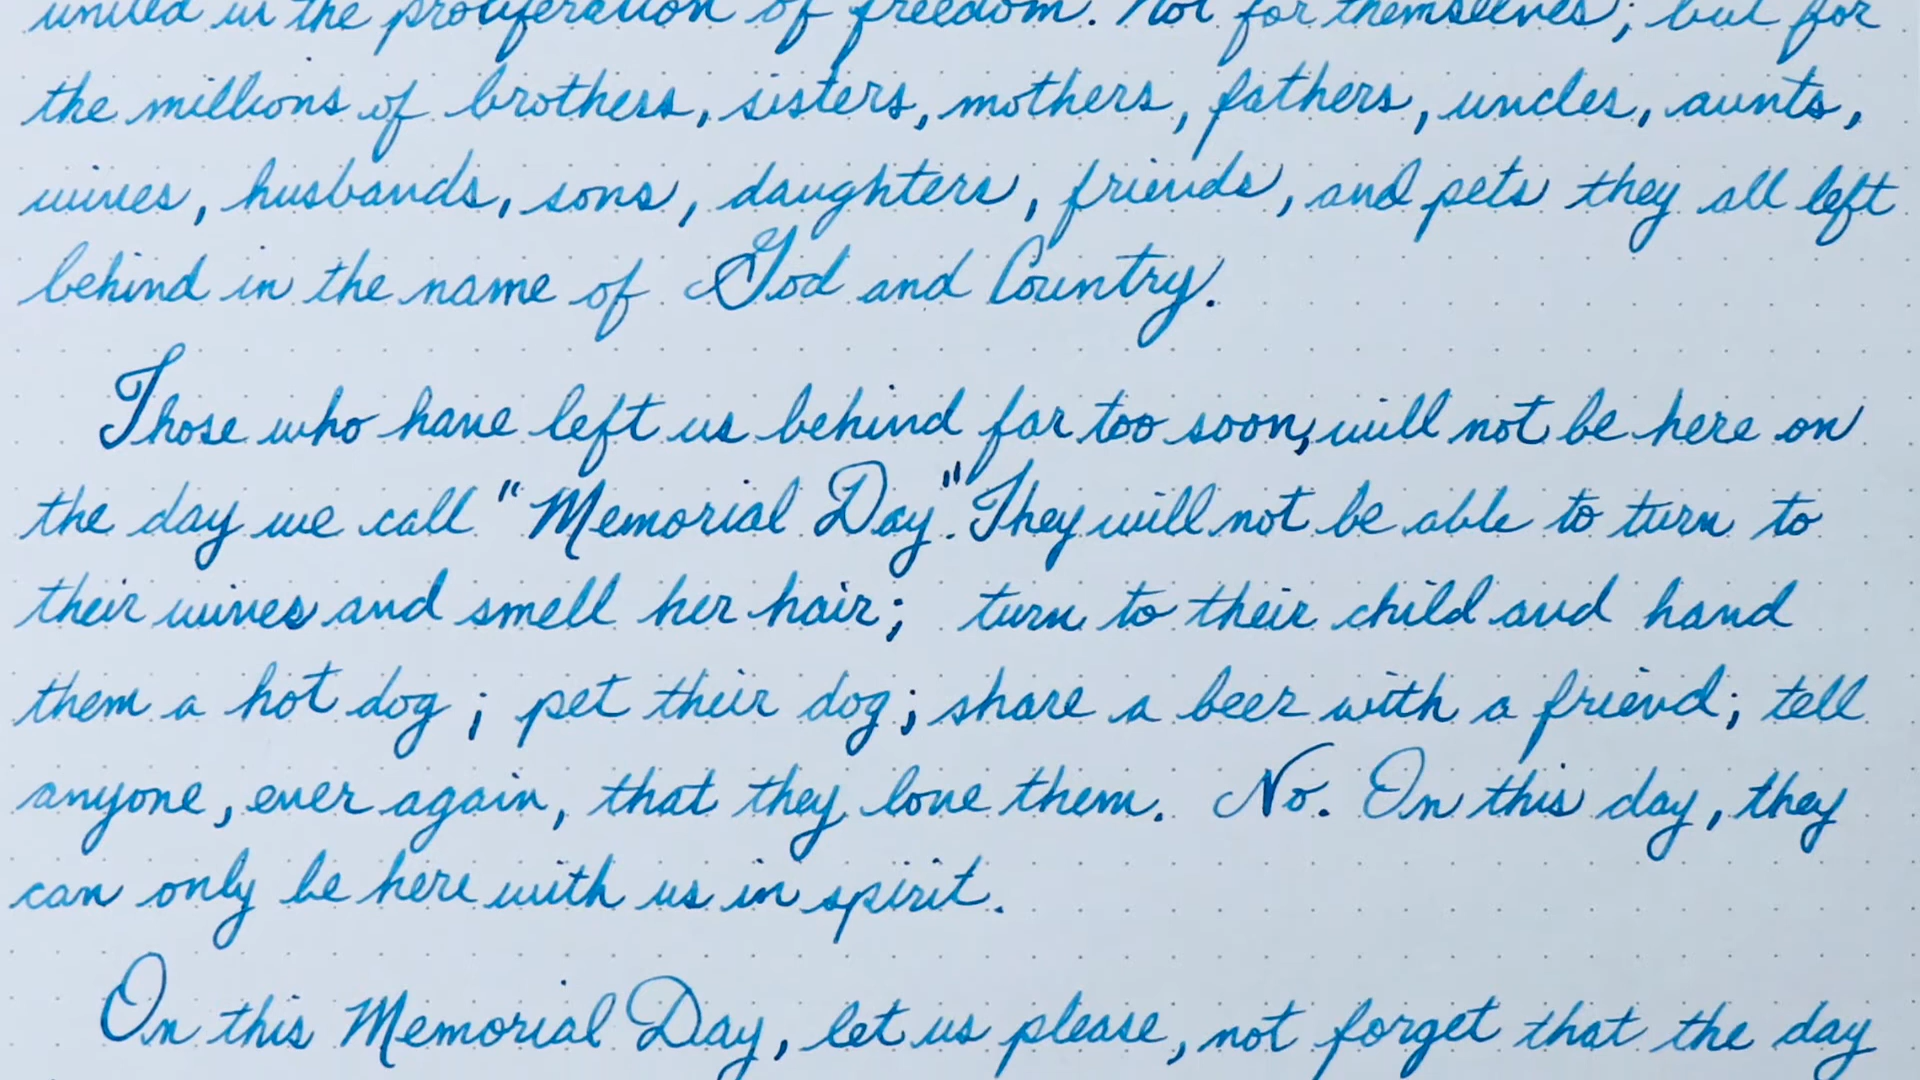 united in the proliferation of freedom. Not for themselves; but for
the millions of brothers, sisters, mothers, fathers, uncles, aunts,
wives, husbands, sons, daughters, friends, and pets they all left
behind in the name of God and Country.
Those who have left us behind far too soon, will not be here on
the day we call "Memorial Day". They will not be able to turn to
their wives and smell her hair; turn to their child and hand
them a hot dog; pet their dog; share a beer with a friend; tell
anyone, ever again, that they love them. No. On this day, they
can only be here with us in spirit.
On this Memorial Day, let us please, not forget that the day